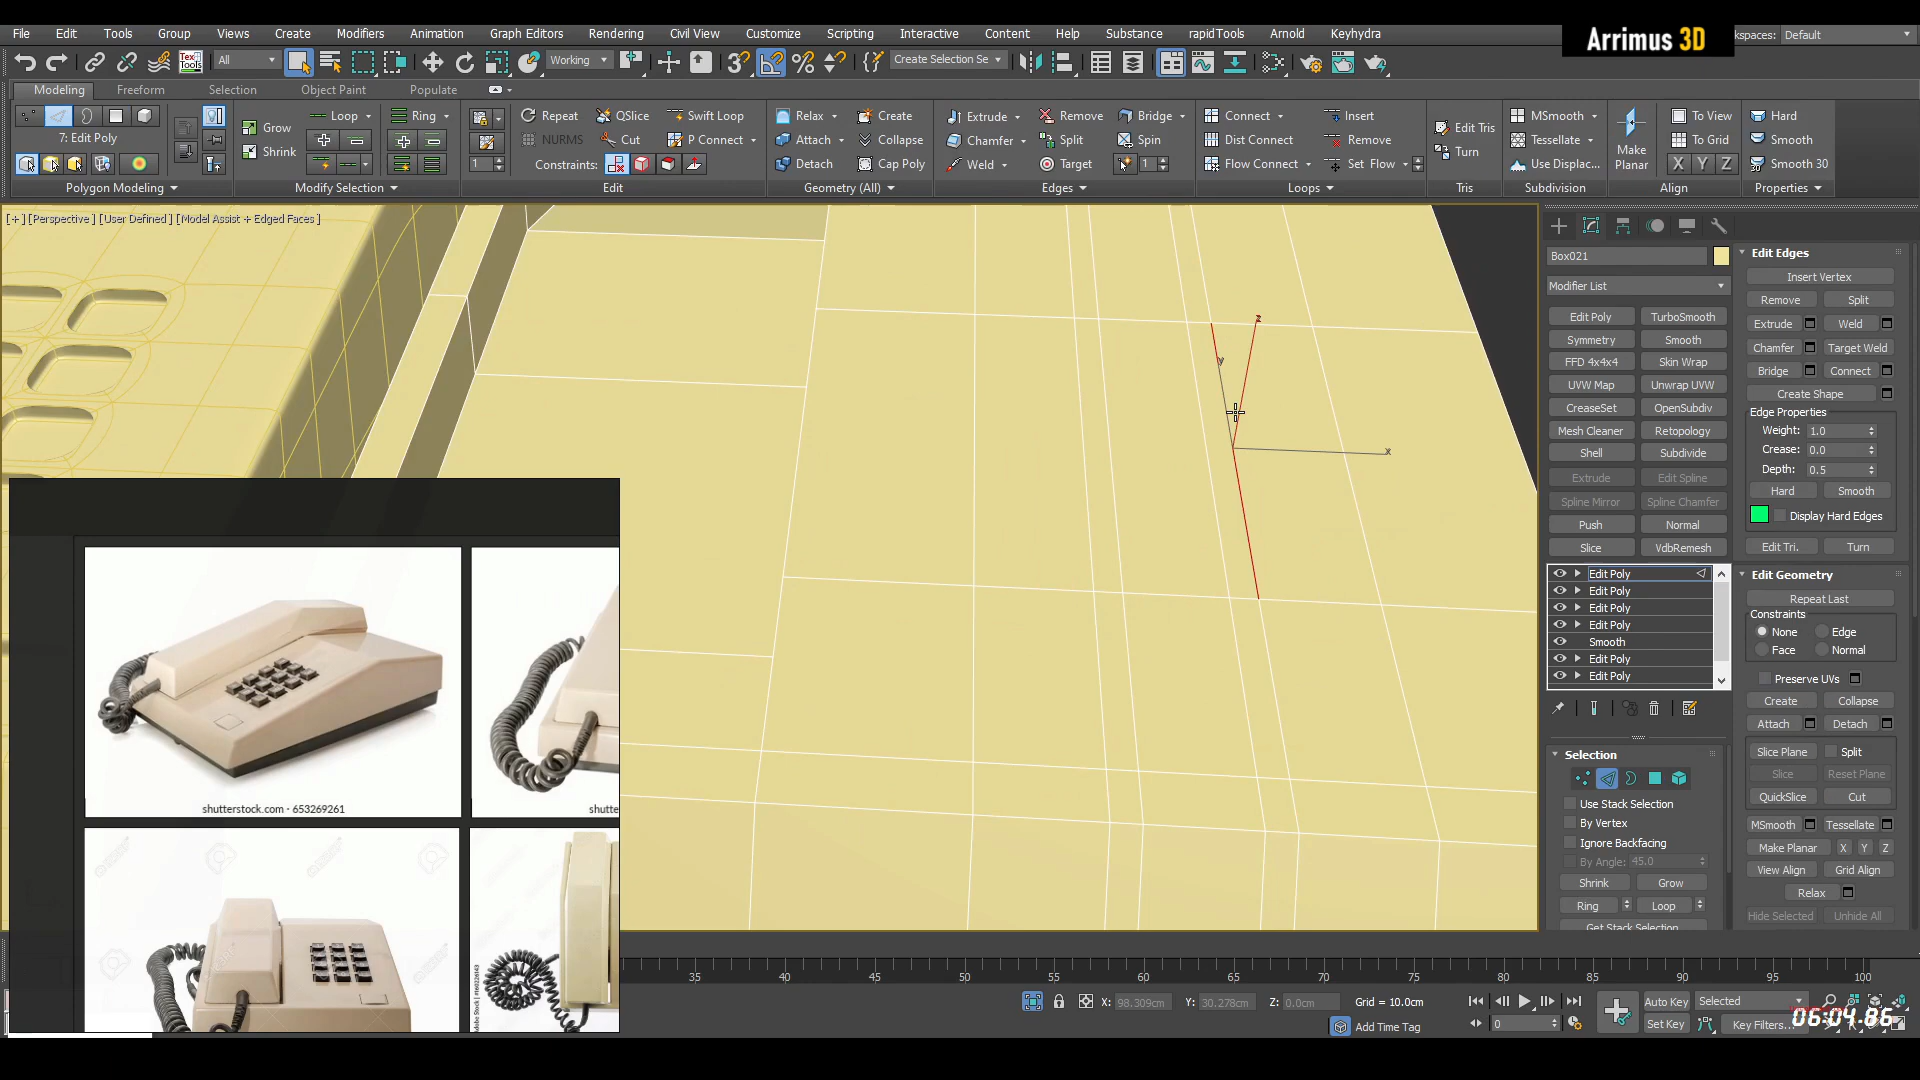 File Edit Tools Group Views Create Modifiers Animation Graph Editors Rendering Civil View Customize Scripting Interactive Content Help Substance rapidTools Arnold Keyhydra
Arrimus 3D
spaces: Default
All
Working
Create Selection Se
Modeling Freeform Selection Object Paint Populate
7: Edit Poly
Grow
Shrink
Loop
Ring
Repeat QSlice Swift Loop
NURMS Cut P Connect
1 Constraints:
Relax Create
Attach Collapse
Detach Cap Poly
Extrude Remove Bridge
Chamfer Split Spin
Weld Target 1
Connect Insert
Dist Connect Remove
Flow Connect Set Flow
Edit Tris
Turn
MSmooth
Tessellate
Use Displac...
Make
Planar
To View
To Grid
X Y Z
Hard
Smooth
Smooth 30
Polygon Modeling Modify Selection Edit Geometry (All) Edges Loops Tris Subdivision Align Properties
[+] [Perspective] [User Defined] [Model Assist + Edged Faces]
z
y
x
shutterstock.com · 653269261
shutte
Box021
Modifier List
Edit Poly TurboSmooth
Symmetry Smooth
FFD 4x4x4 Skin Wrap
UVW Map Unwrap UVW
CreaseSet OpenSubdiv
Mesh Cleaner Retopology
Shell Subdivide
Extrude Edit Spline
Spline Mirror Spline Chamfer
Push Normal
Slice VdbRemesh
Edit Poly
Edit Poly
Edit Poly
Edit Poly
Smooth
Edit Poly
Edit Poly
Selection
Use Stack Selection
By Vertex
Ignore Backfacing
By Angle: 45.0
Shrink Grow
Ring Loop
Get Stack Selection
Edit Edges
Insert Vertex
Remove Split
Extrude Weld
Chamfer Target Weld
Bridge Connect
Create Shape
Edge Properties
Weight: 1.0
Crease: 0.0
Depth: 0.5
Hard Smooth
Display Hard Edges
Edit Tri. Turn
Edit Geometry
Repeat Last
Constraints
None Edge
Face Normal
Preserve UVs
Create Collapse
Attach Detach
Slice Plane Split
Slice Reset Plane
QuickSlice Cut
MSmooth Tessellate
Make Planar X Y Z
View Align Grid Align
Relax
Hide Selected Unhide All
35 40 45 50 55 60 65 70 75 80 85 90 95 100
X: 98.309cm Y: 30.278cm Z: 0.0cm Grid = 10.0cm
Add Time Tag
0
Auto Key Selected
Set Key Key Filters...
06:04.86